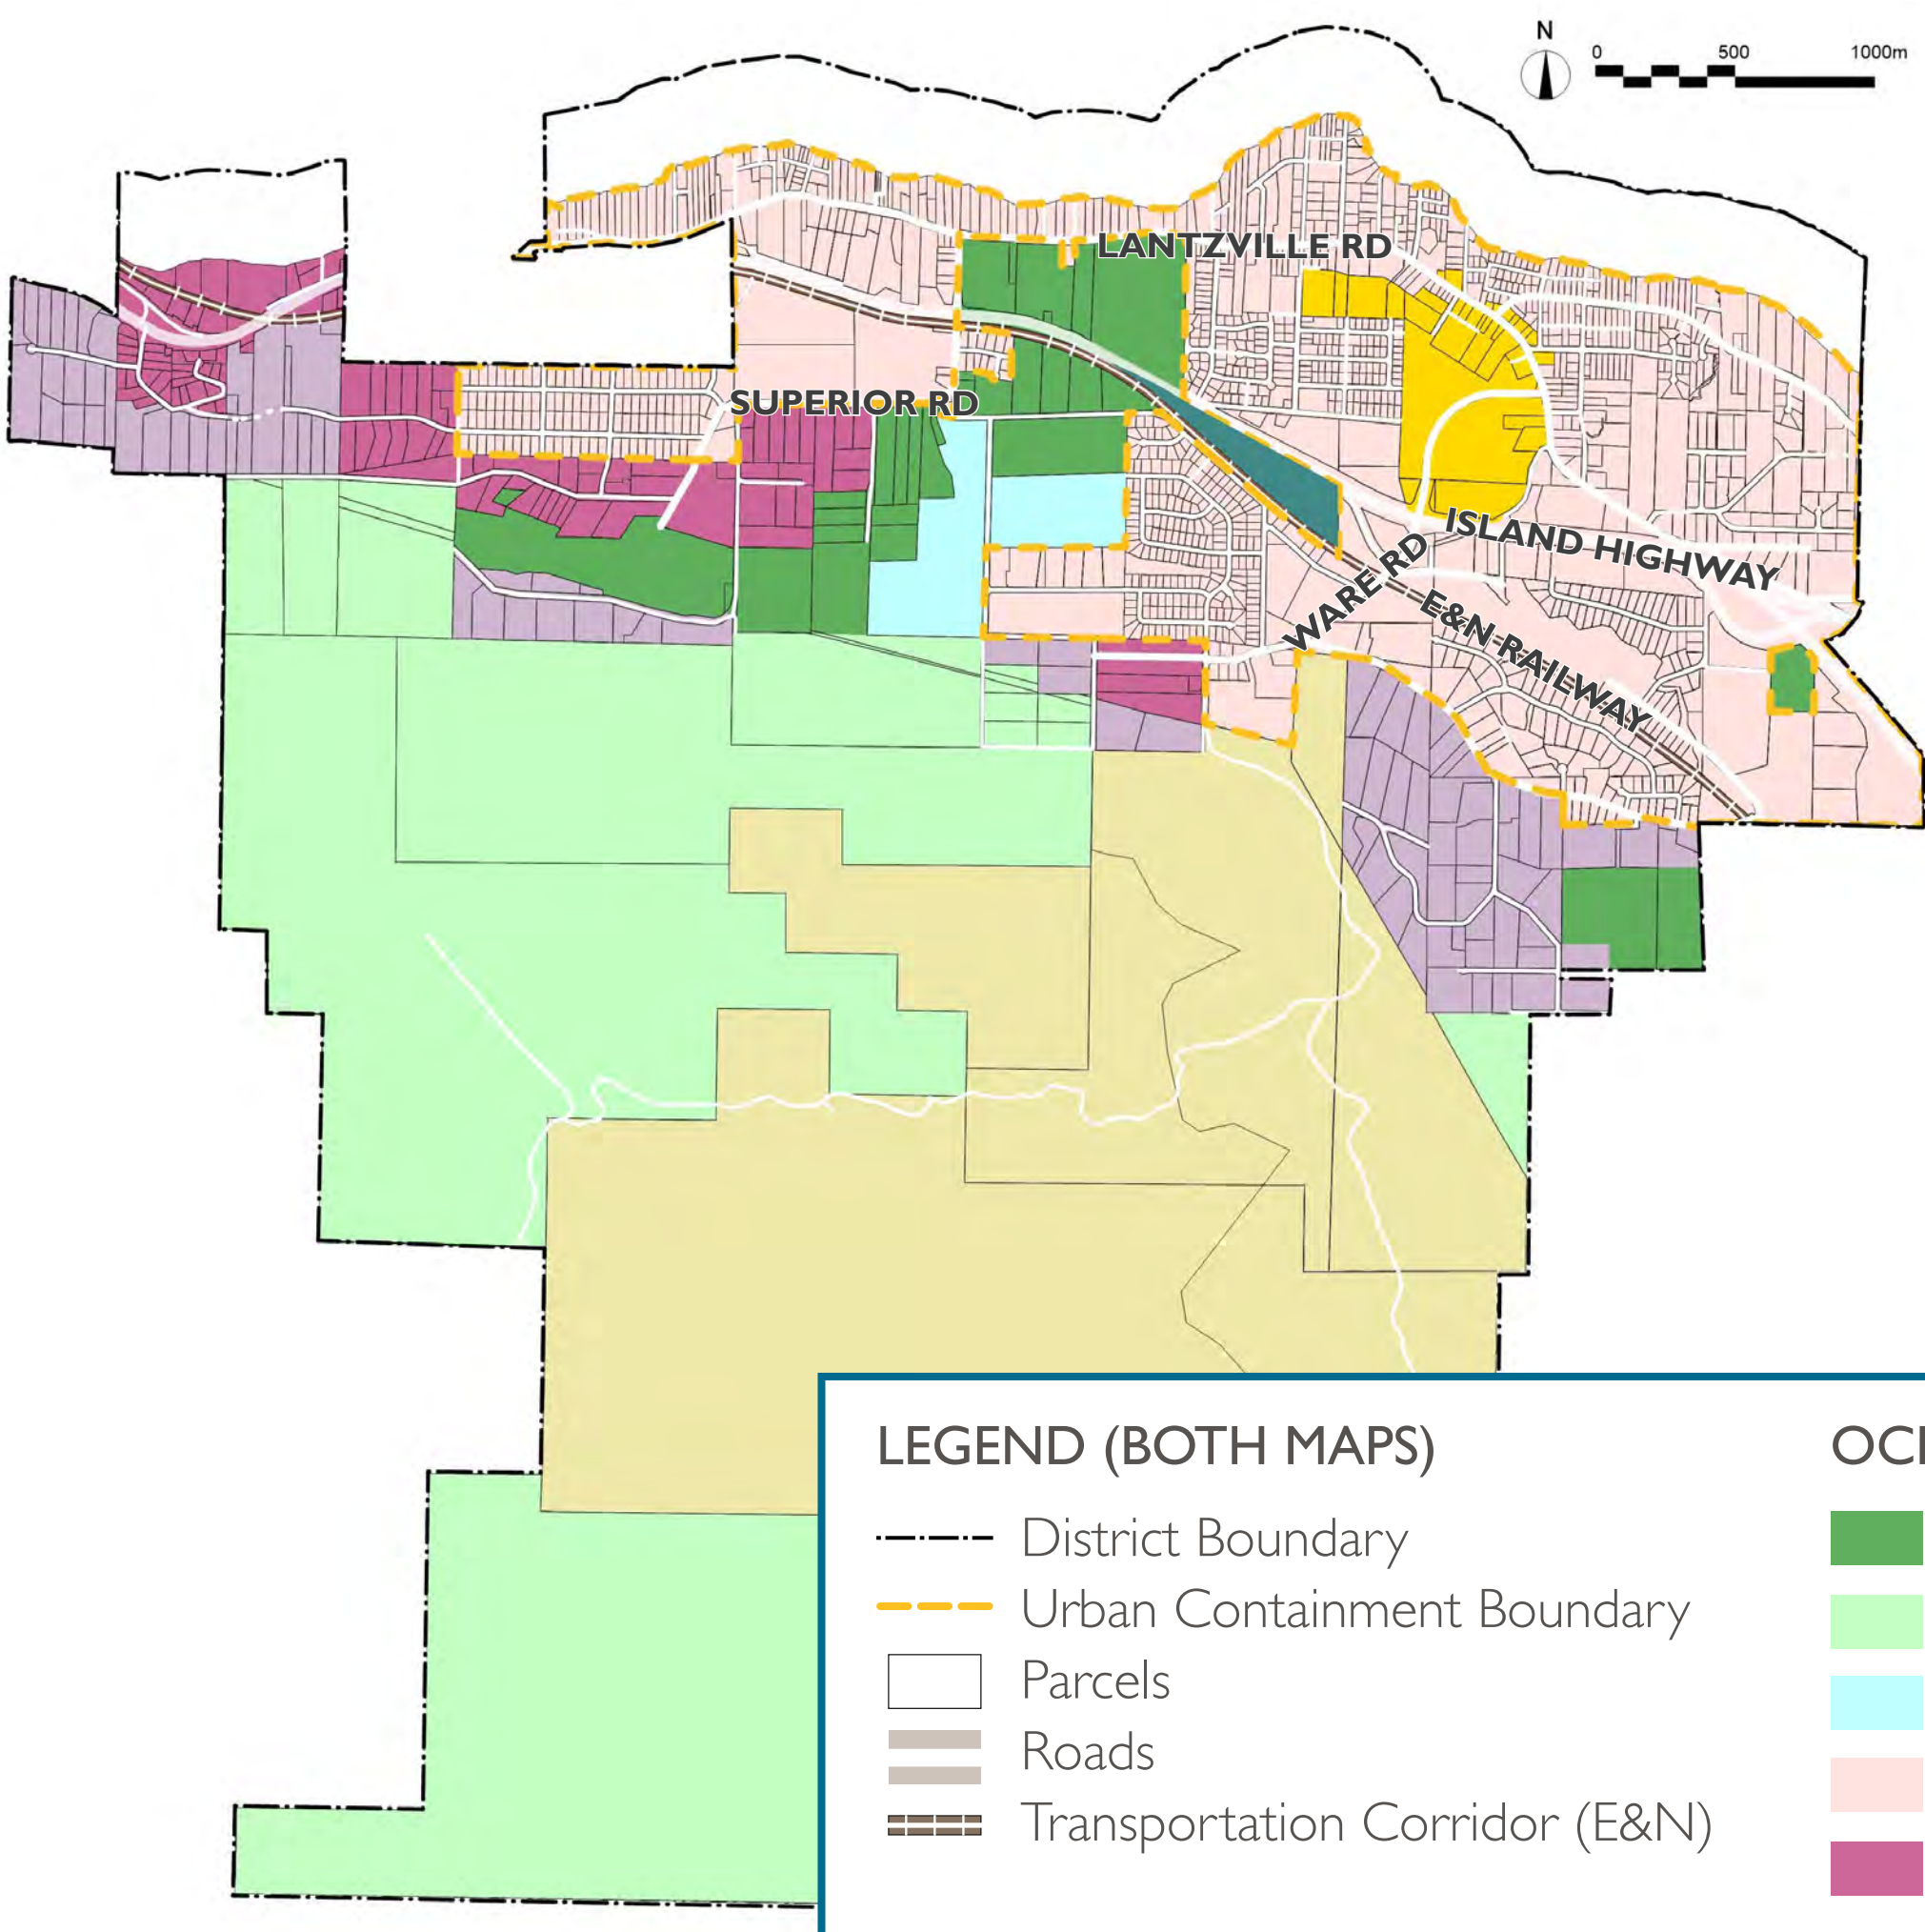 N
0 500 1000m
LANTZVILLE RD
SUPERIOR RD
ISLAND HIGHWAY
WARE RD
E&N RAILWAY
LEGEND (BOTH MAPS)
District Boundary
Urban Containment Boundary
Parcels
Roads
Transportation Corridor (E&N)